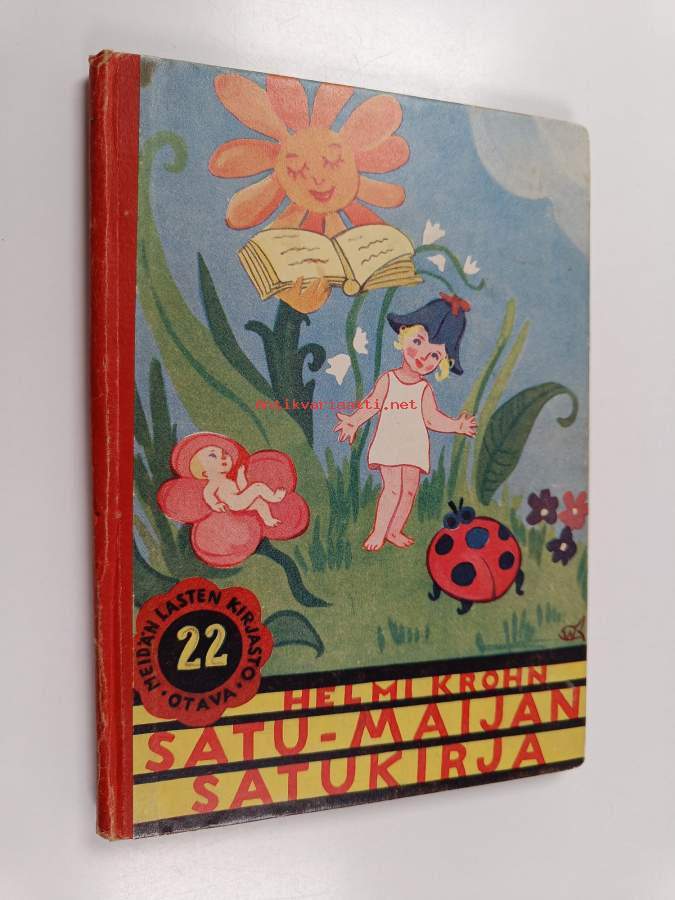 antikvariaatti.net
MEIDÄN LASTEN KIRJASTO
22
• OTAVA •
HELMI KROHN
SATU-MAIJAN
SATUKIRJA